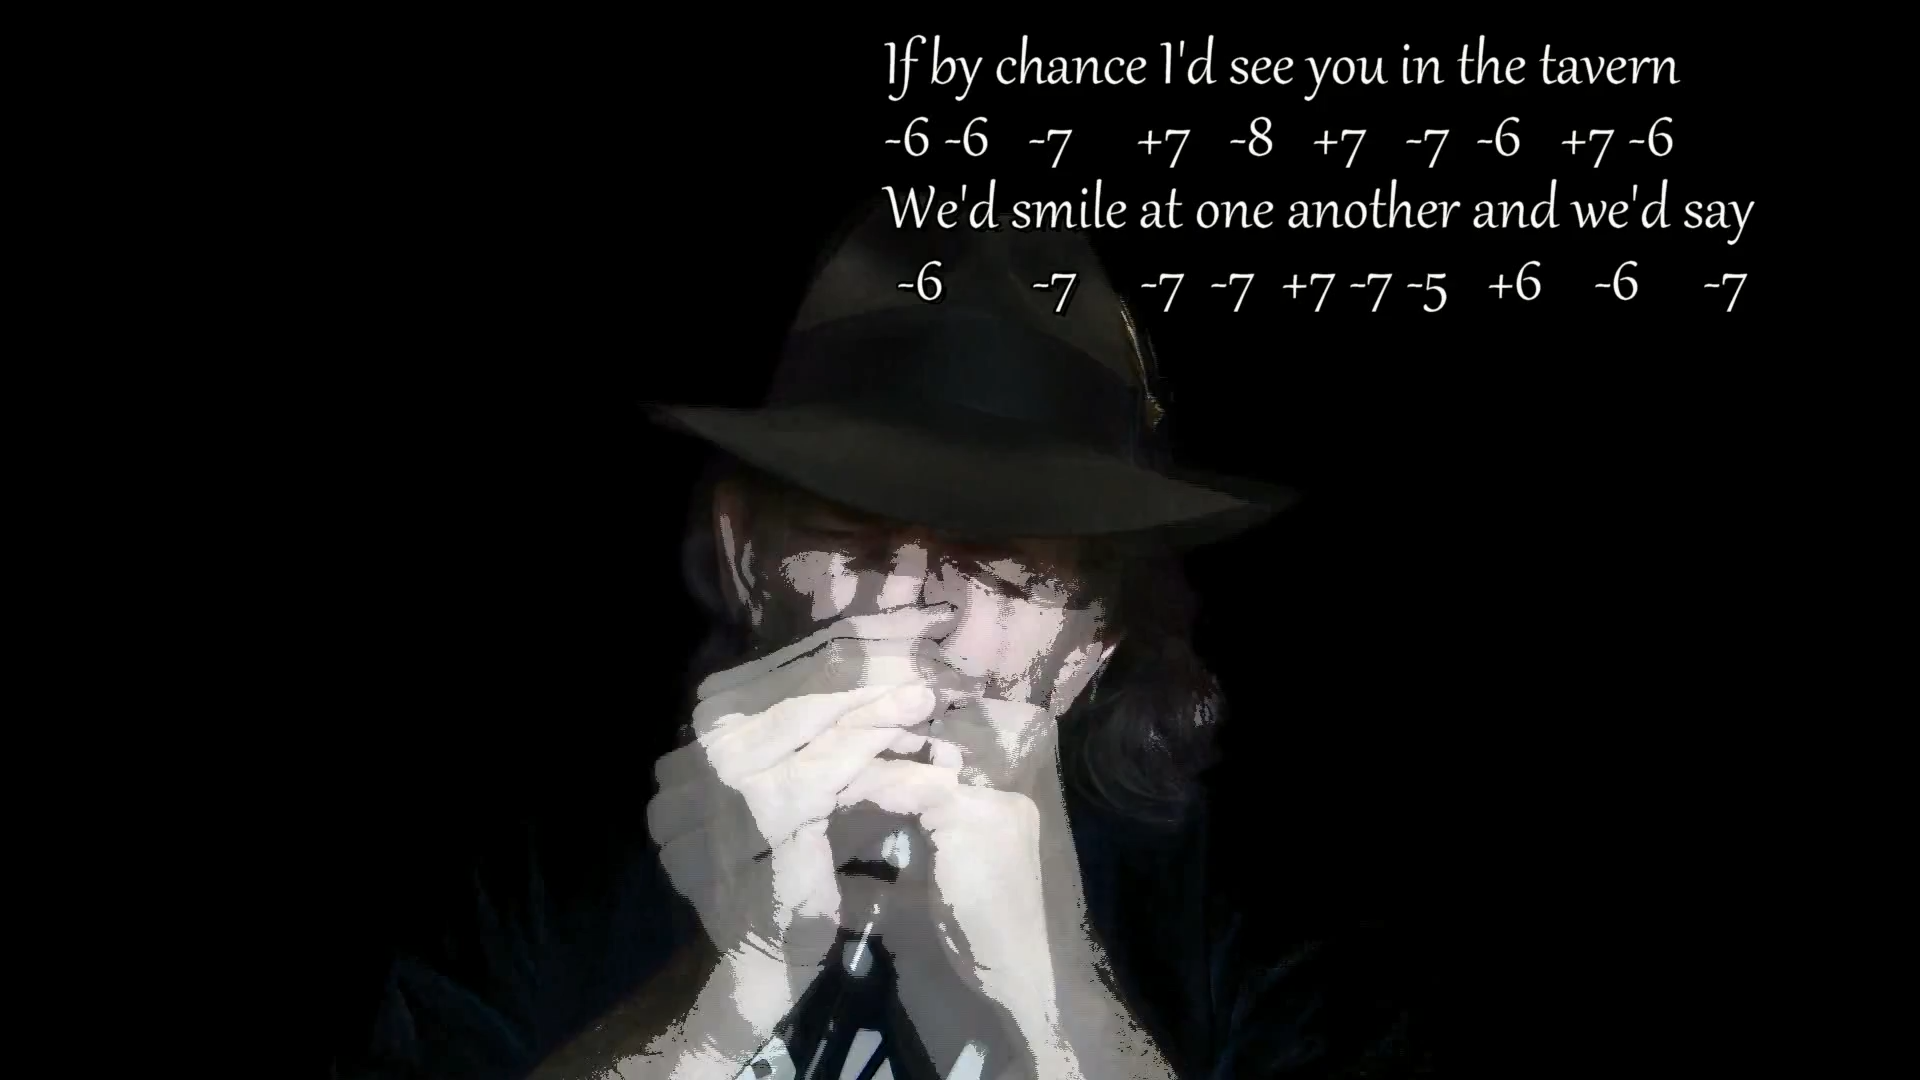 If by chance I'd see you in the tavern
-6 -6 -7 +7 -8 +7 -7 -6 +7 -6
We'd smile at one another and we'd say
-6 -7 -7 -7 +7 -7 -5 +6 -6 -7